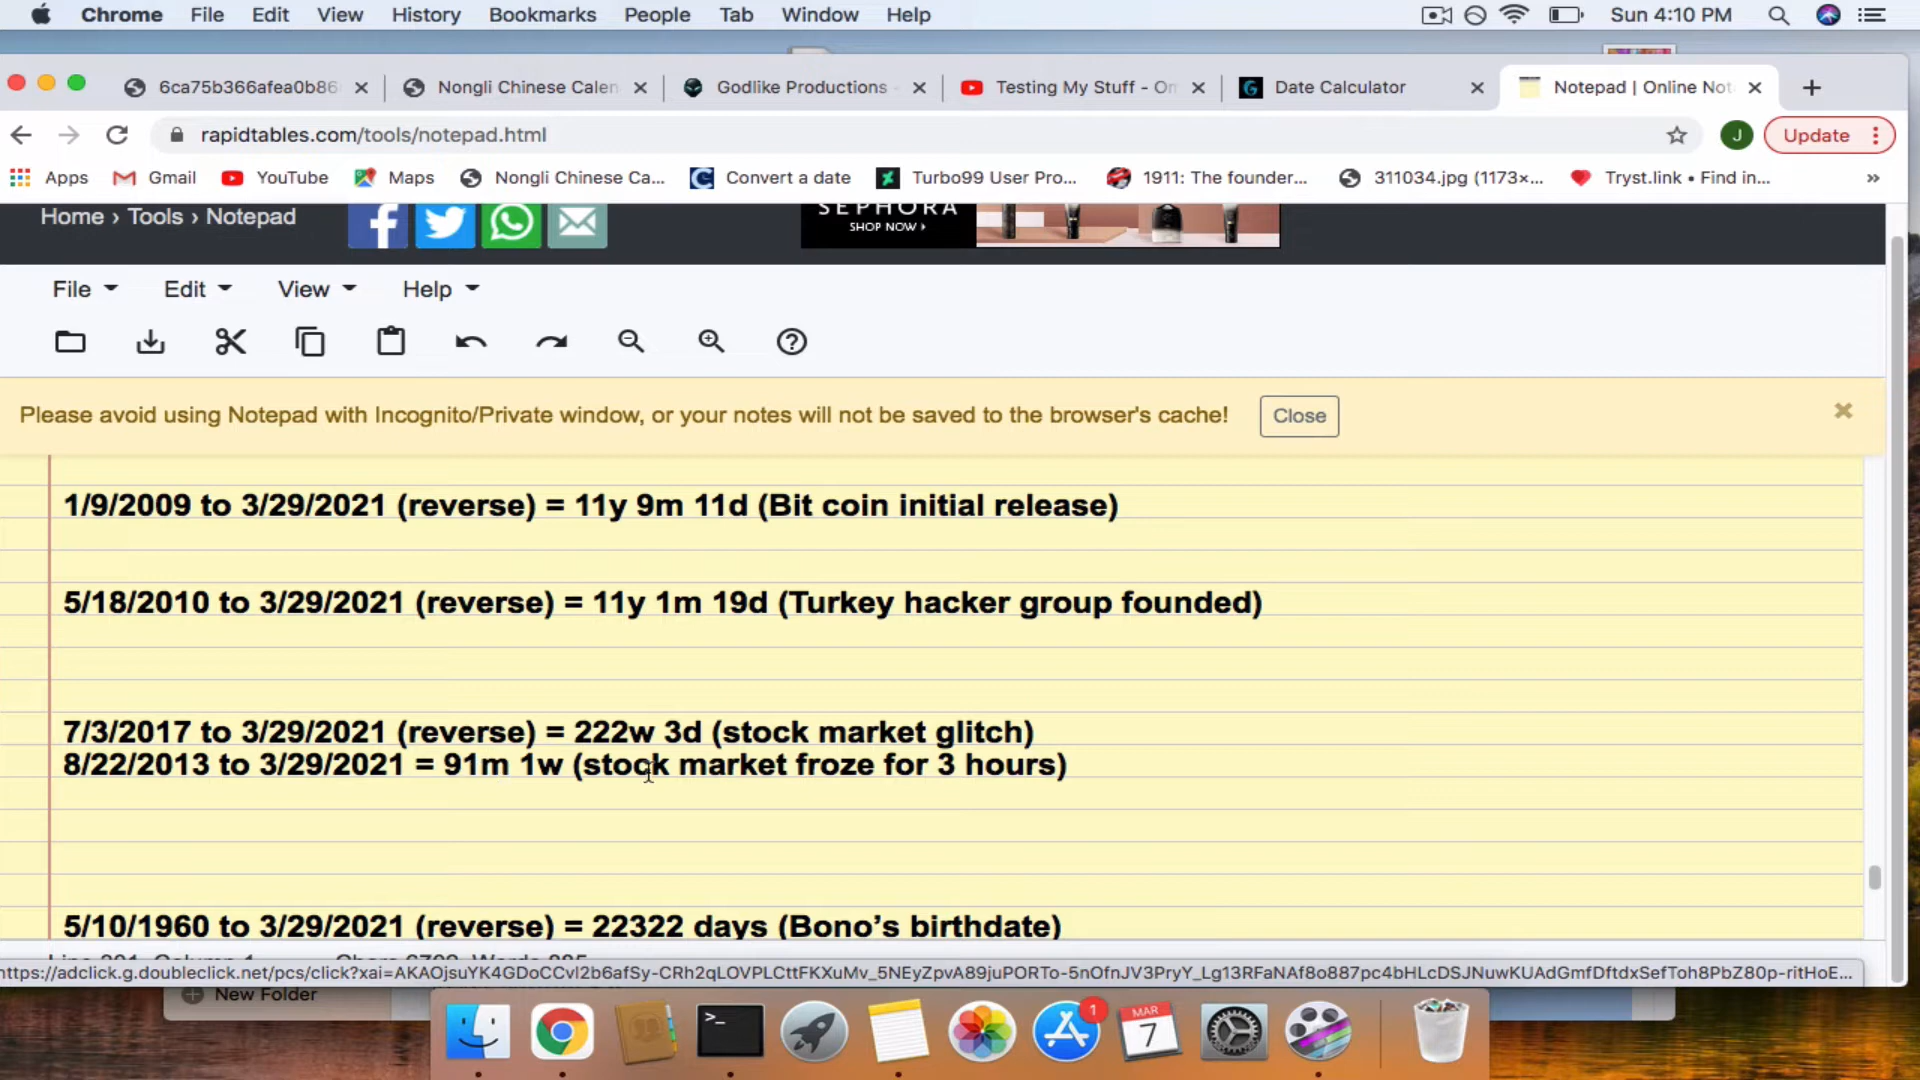 Chrome File Edit View History Bookmarks People Tab Window Help Sun 4:10 PM
6ca75b366afea0b86 Nongli Chinese Calen Godlike Productions - Testing My Stuff - On Date Calculator Notepad | Online Not
rapidtables.com/tools/notepad.html J Update
Apps Gmail YouTube Maps Nongli Chinese Ca... Convert a date Turbo99 User Pro... 1911: The founder... 311034.jpg (1173×... Tryst.link • Find in... »
Home › Tools › Notepad
SEPHORA
SHOP NOW
File Edit View Help
Please avoid using Notepad with Incognito/Private window, or your notes will not be saved to the browser's cache! Close
1/9/2009 to 3/29/2021 (reverse) = 11y 9m 11d (Bit coin initial release)
5/18/2010 to 3/29/2021 (reverse) = 11y 1m 19d (Turkey hacker group founded)
7/3/2017 to 3/29/2021 (reverse) = 222w 3d (stock market glitch)
8/22/2013 to 3/29/2021 = 91m 1w (stock market froze for 3 hours)
5/10/1960 to 3/29/2021 (reverse) = 22322 days (Bono’s birthdate)
New Folder
1
MAR
7